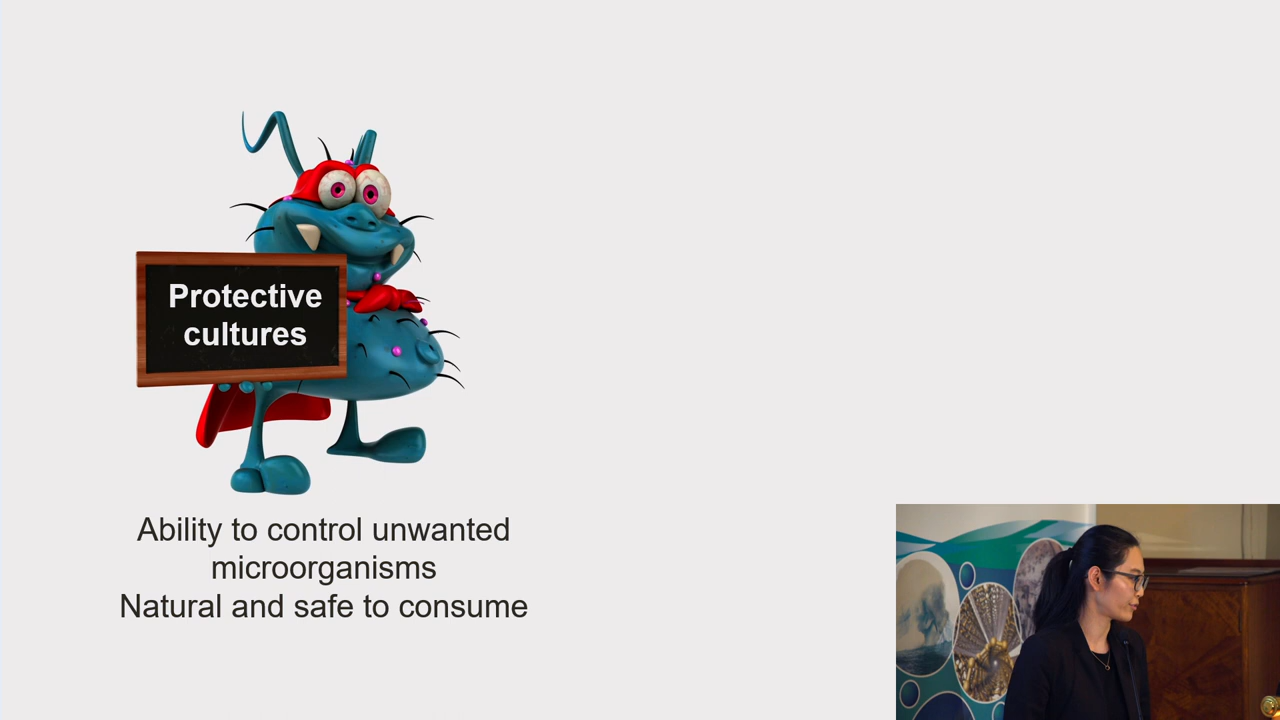 Protective
cultures
Ability to control unwanted
microorganisms
Natural and safe to consume